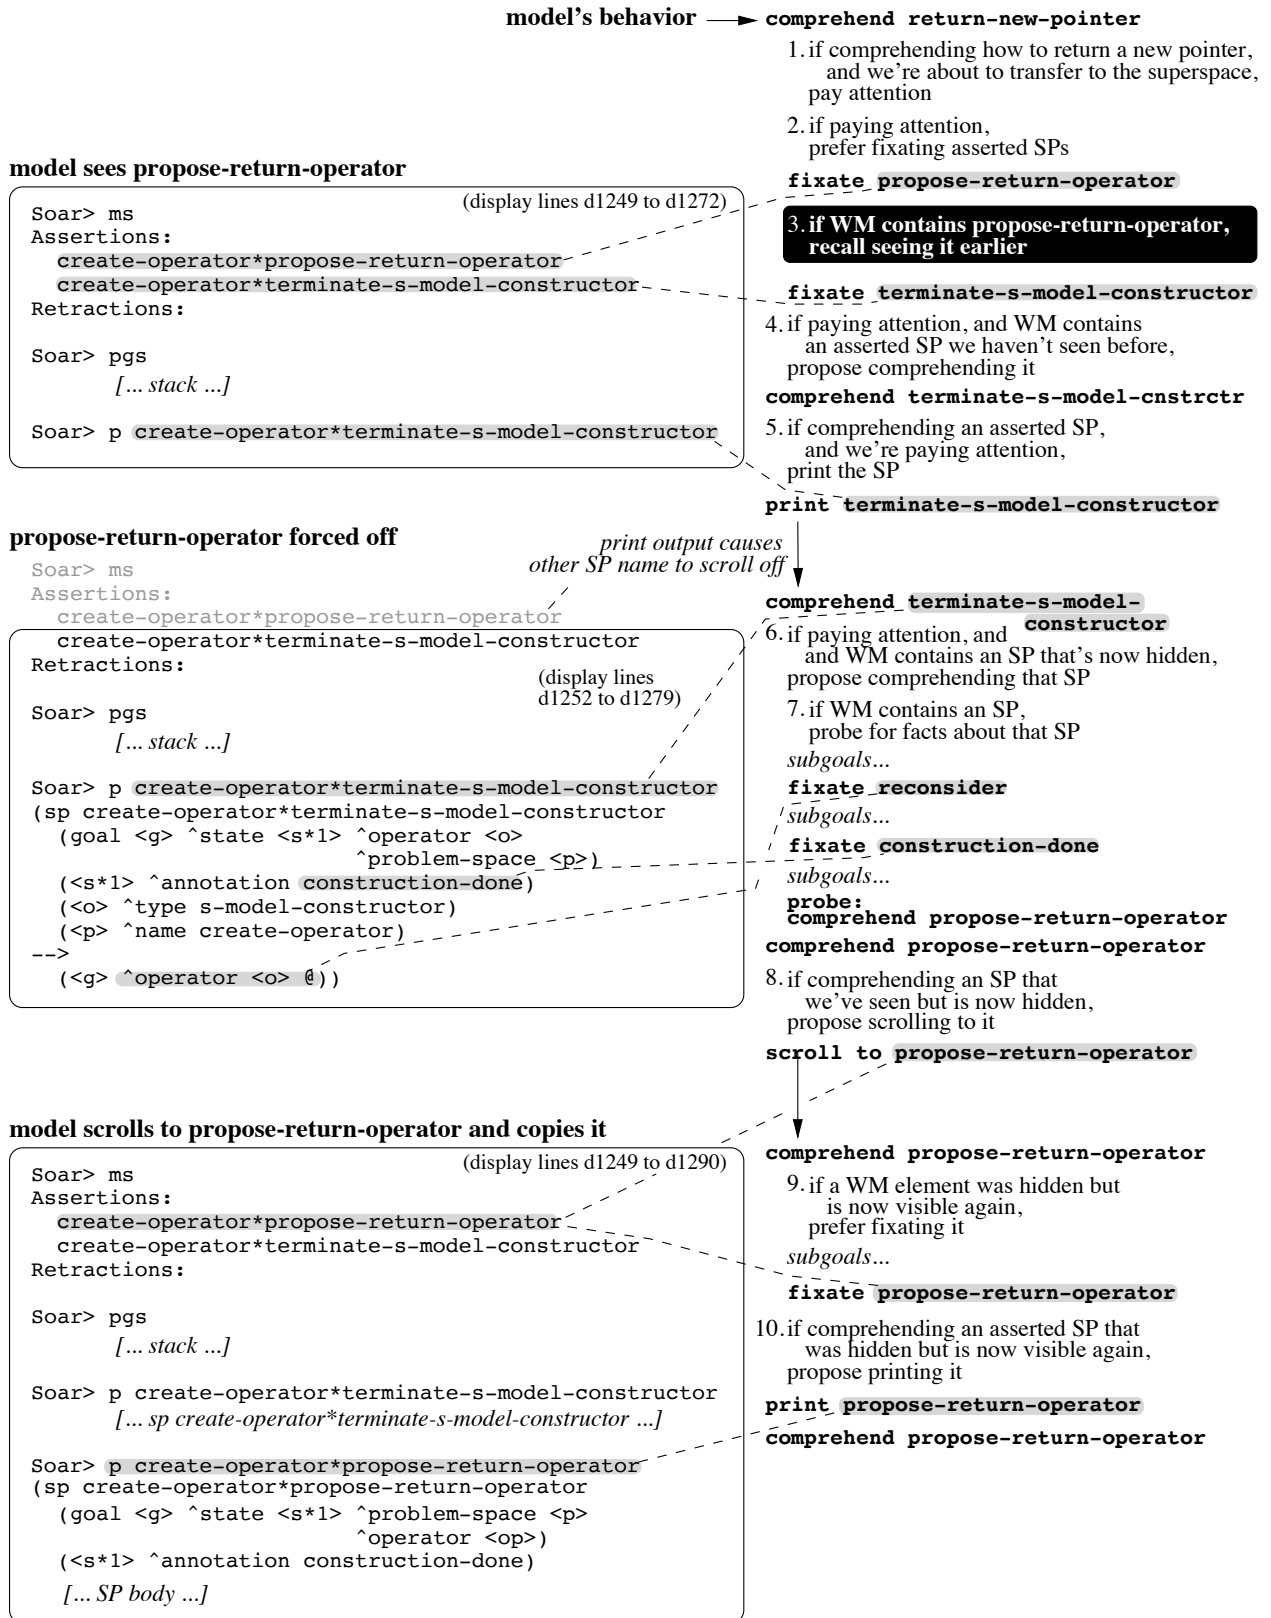 model's behavior
comprehend return-new-pointer
1. if comprehending how to return a new pointer,
and we're about to transfer to the superspace,
pay attention
2. if paying attention,
prefer fixating asserted SPs
fixate propose-return-operator
3. if WM contains propose-return-operator,
recall seeing it earlier
fixate terminate-s-model-constructor
4. if paying attention, and WM contains
an asserted SP we haven't seen before,
propose comprehending it
comprehend terminate-s-model-cnstrctr
5. if comprehending an asserted SP,
and we're paying attention,
print the SP
print terminate-s-model-constructor
model sees propose-return-operator
(display lines d1249 to d1272)
Soar> ms
Assertions:
create-operator*propose-return-operator
create-operator*terminate-s-model-constructor
Retractions:
Soar> pgs
[... stack ...]
Soar> p create-operator*terminate-s-model-constructor
propose-return-operator forced off
print output causes
other SP name to scroll off
Soar> ms
Assertions:
create-operator*propose-return-operator
create-operator*terminate-s-model-constructor
Retractions:
(display lines
d1252 to d1279)
Soar> pgs
[... stack ...]
Soar> p create-operator*terminate-s-model-constructor
(sp create-operator*terminate-s-model-constructor
(goal <g> ^state <s*1> ^operator <o>
^problem-space <p>)
(<s*1> ^annotation construction-done)
(<o> ^type s-model-constructor)
(<p> ^name create-operator)
-->
(<g> ^operator <o> @))
comprehend terminate-s-model-
constructor
6. if paying attention, and
and WM contains an SP that's now hidden,
propose comprehending that SP
7. if WM contains an SP,
probe for facts about that SP
subgoals...
fixate reconsider
subgoals...
fixate construction-done
subgoals...
probe:
comprehend propose-return-operator
comprehend propose-return-operator
8. if comprehending an SP that
we've seen but is now hidden,
propose scrolling to it
scroll to propose-return-operator
model scrolls to propose-return-operator and copies it
(display lines d1249 to d1290)
Soar> ms
Assertions:
create-operator*propose-return-operator
create-operator*terminate-s-model-constructor
Retractions:
Soar> pgs
[... stack ...]
Soar> p create-operator*terminate-s-model-constructor
[... sp create-operator*terminate-s-model-constructor ...]
Soar> p create-operator*propose-return-operator
(sp create-operator*propose-return-operator
(goal <g> ^state <s*1> ^problem-space <p>
^operator <op>)
(<s*1> ^annotation construction-done)
[... SP body ...]
comprehend propose-return-operator
9. if a WM element was hidden but
is now visible again,
prefer fixating it
subgoals...
fixate propose-return-operator
10. if comprehending an asserted SP that
was hidden but is now visible again,
propose printing it
print propose-return-operator
comprehend propose-return-operator